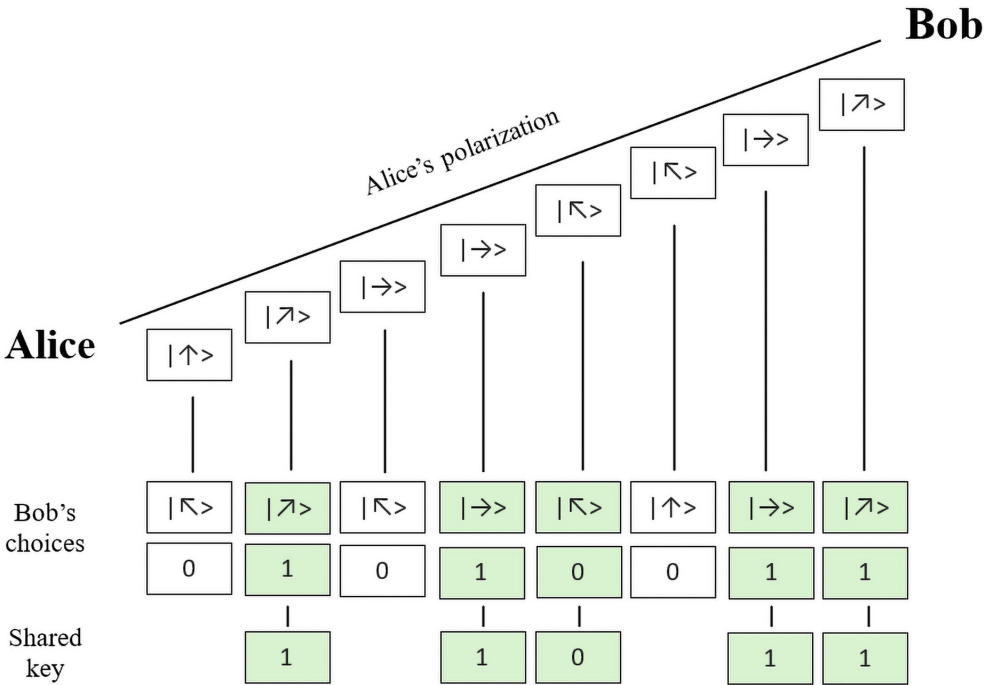 Bob
Alice's polarization
|↗>
|→>
|↖>
|↖>
|→>
|→>
|↗>
Alice
|↑>
Bob's choices
|↖> |↗> |↖> |→> |↖> |↑> |→> |↗>
0 1 0 1 0 0 1 1
Shared key
1 1 0 1 1